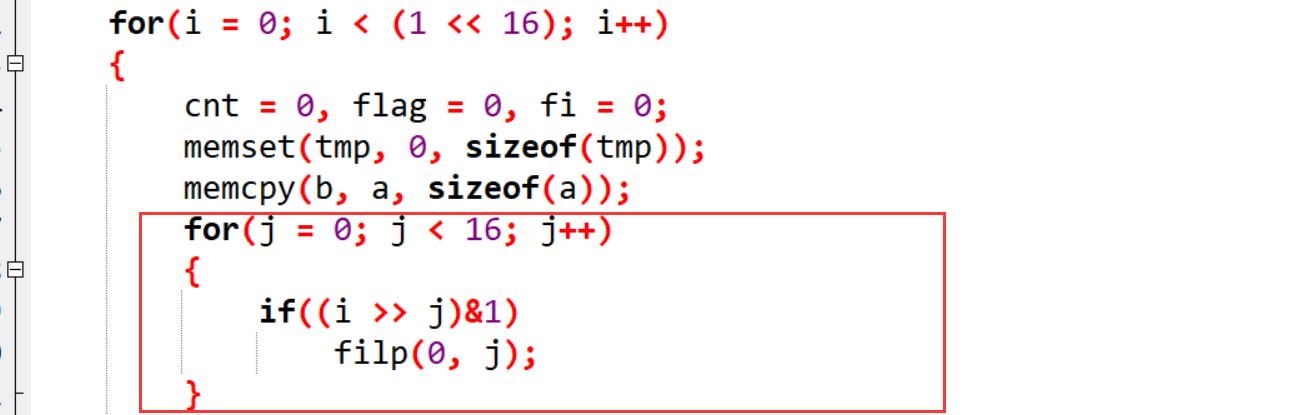 for(i = 0; i < (1 << 16); i++)
{
cnt = 0, flag = 0, fi = 0;
memset(tmp, 0, sizeof(tmp));
memcpy(b, a, sizeof(a));
for(j = 0; j < 16; j++)
{
if((i >> j)&1)
filp(0, j);
}